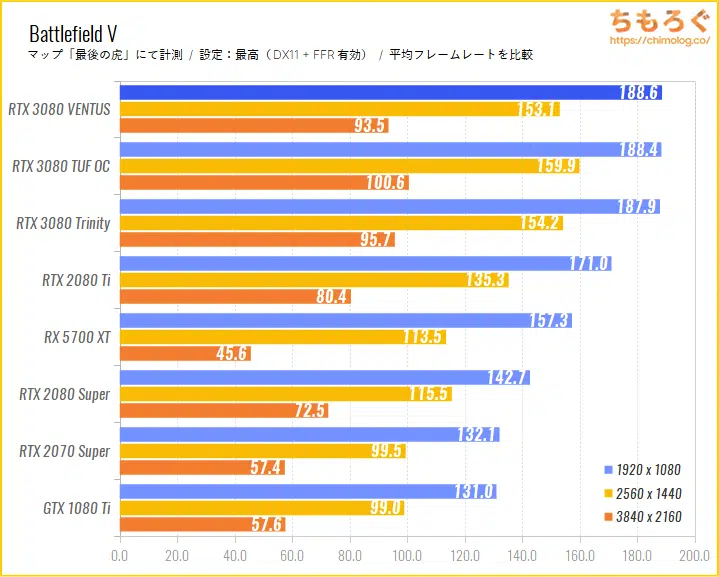 Battlefield V
ちもろぐ
https://chimolog.co/
マップ「最後の虎」にて計測 / 設定：最高（DX11 + FFR有効） / 平均フレームレートを比較
RTX 3080 VENTUS
188.6
153.1
93.5
RTX 3080 TUF OC
188.4
159.9
100.6
RTX 3080 Trinity
187.9
154.2
95.7
RTX 2080 Ti
171.0
135.3
80.4
RX 5700 XT
157.3
113.5
45.6
RTX 2080 Super
142.7
115.5
72.5
RTX 2070 Super
132.1
99.5
57.4
GTX 1080 Ti
131.0
99.0
57.6
1920 x 1080
2560 x 1440
3840 x 2160
0.0 20.0 40.0 60.0 80.0 100.0 120.0 140.0 160.0 180.0 200.0